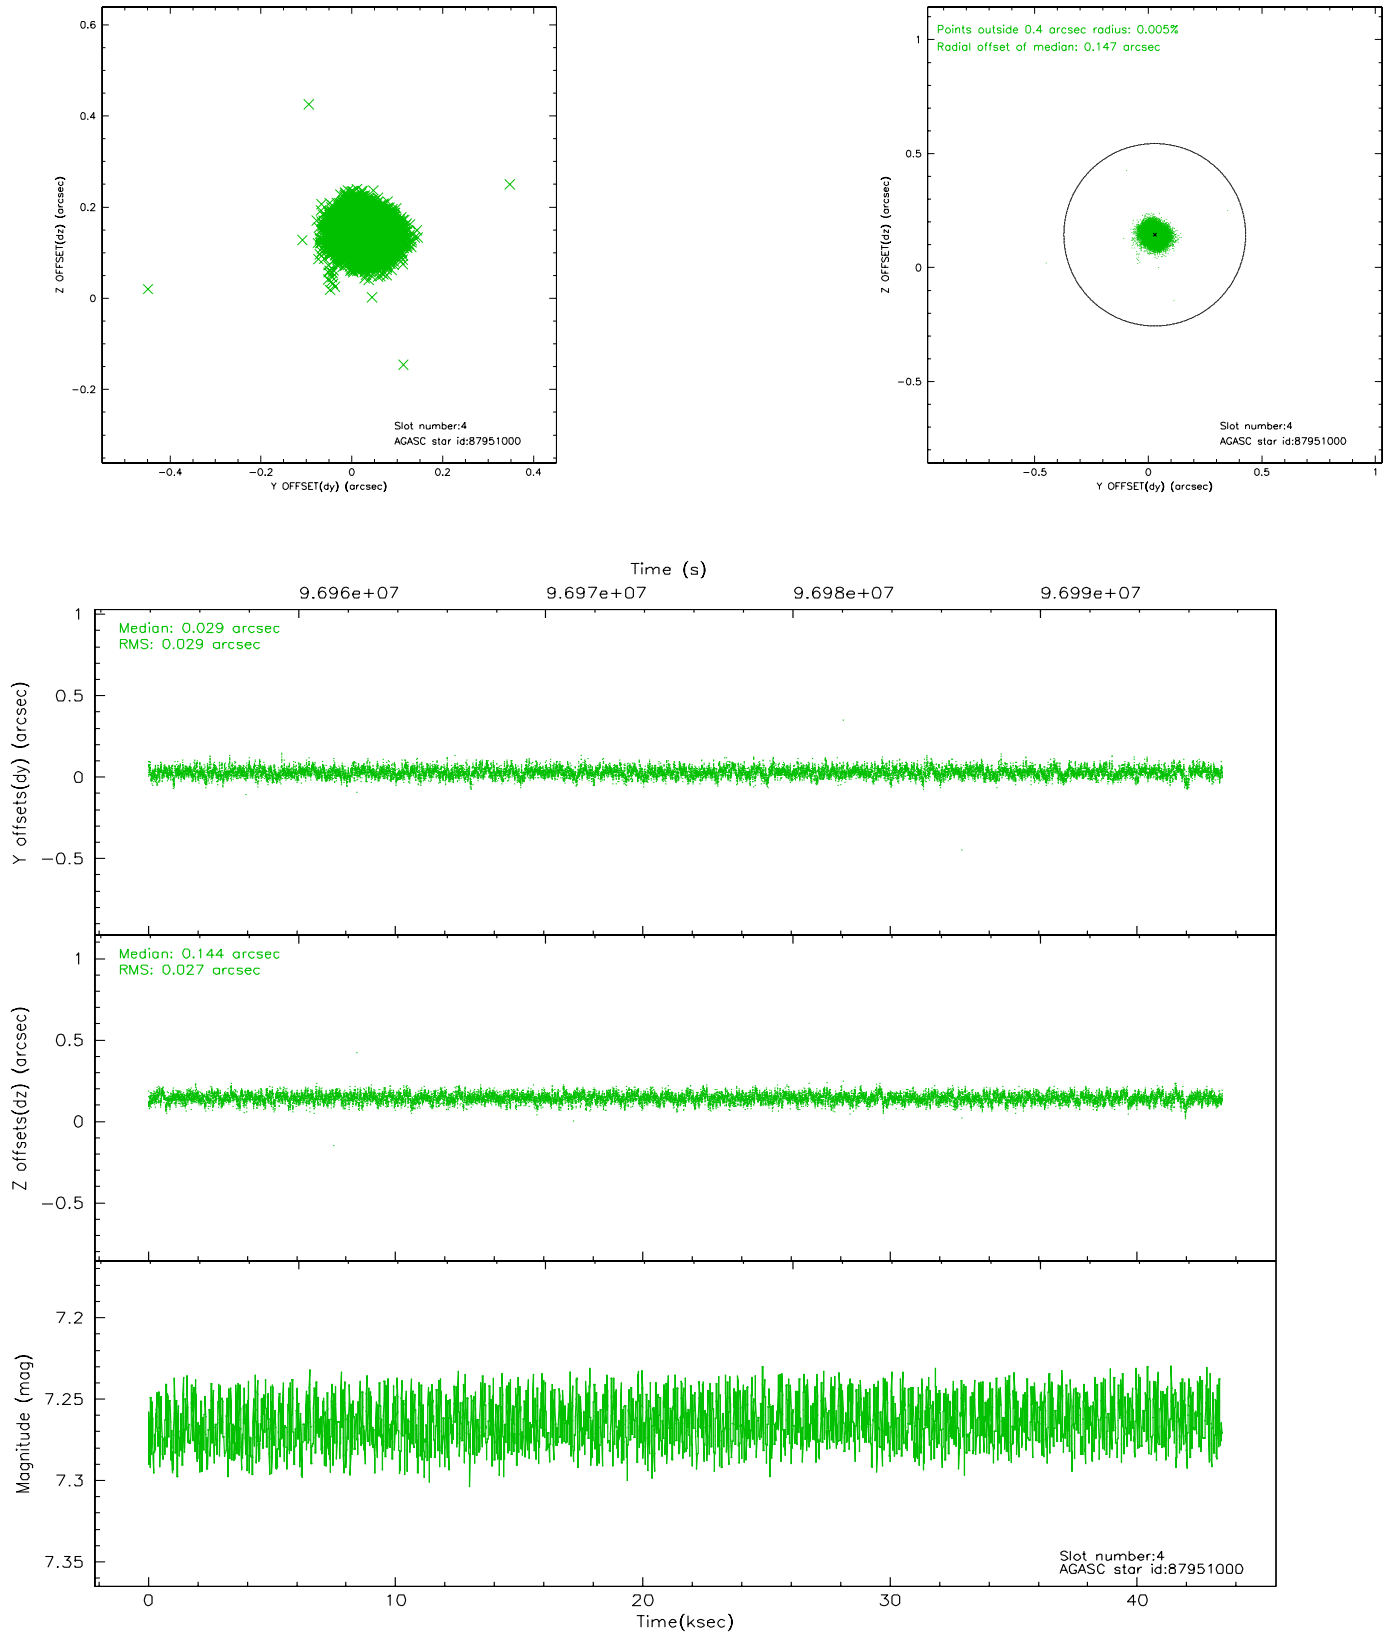 0.6
0.4
0.2
0
−0.2
Z OFFSET(dz) (arcsec)
−0.4
−0.2
0
0.2
0.4
Y OFFSET(dy) (arcsec)
Slot number:4
AGASC star id:87951000
Points outside 0.4 arcsec radius: 0.005%
Radial offset of median: 0.147 arcsec
1
0.5
0
−0.5
Z OFFSET(dz) (arcsec)
−0.5
0
0.5
1
Y OFFSET(dy) (arcsec)
Slot number:4
AGASC star id:87951000
Time (s)
9.696e+07
9.697e+07
9.698e+07
9.699e+07
Median: 0.029 arcsec
RMS: 0.029 arcsec
1
0.5
0
−0.5
Y offsets(dy) (arcsec)
Median: 0.144 arcsec
RMS: 0.027 arcsec
1
0.5
0
−0.5
Z offsets(dz) (arcsec)
7.2
7.25
7.3
7.35
Magnitude (mag)
Slot number:4
AGASC star id:87951000
0
10
20
30
40
Time(ksec)